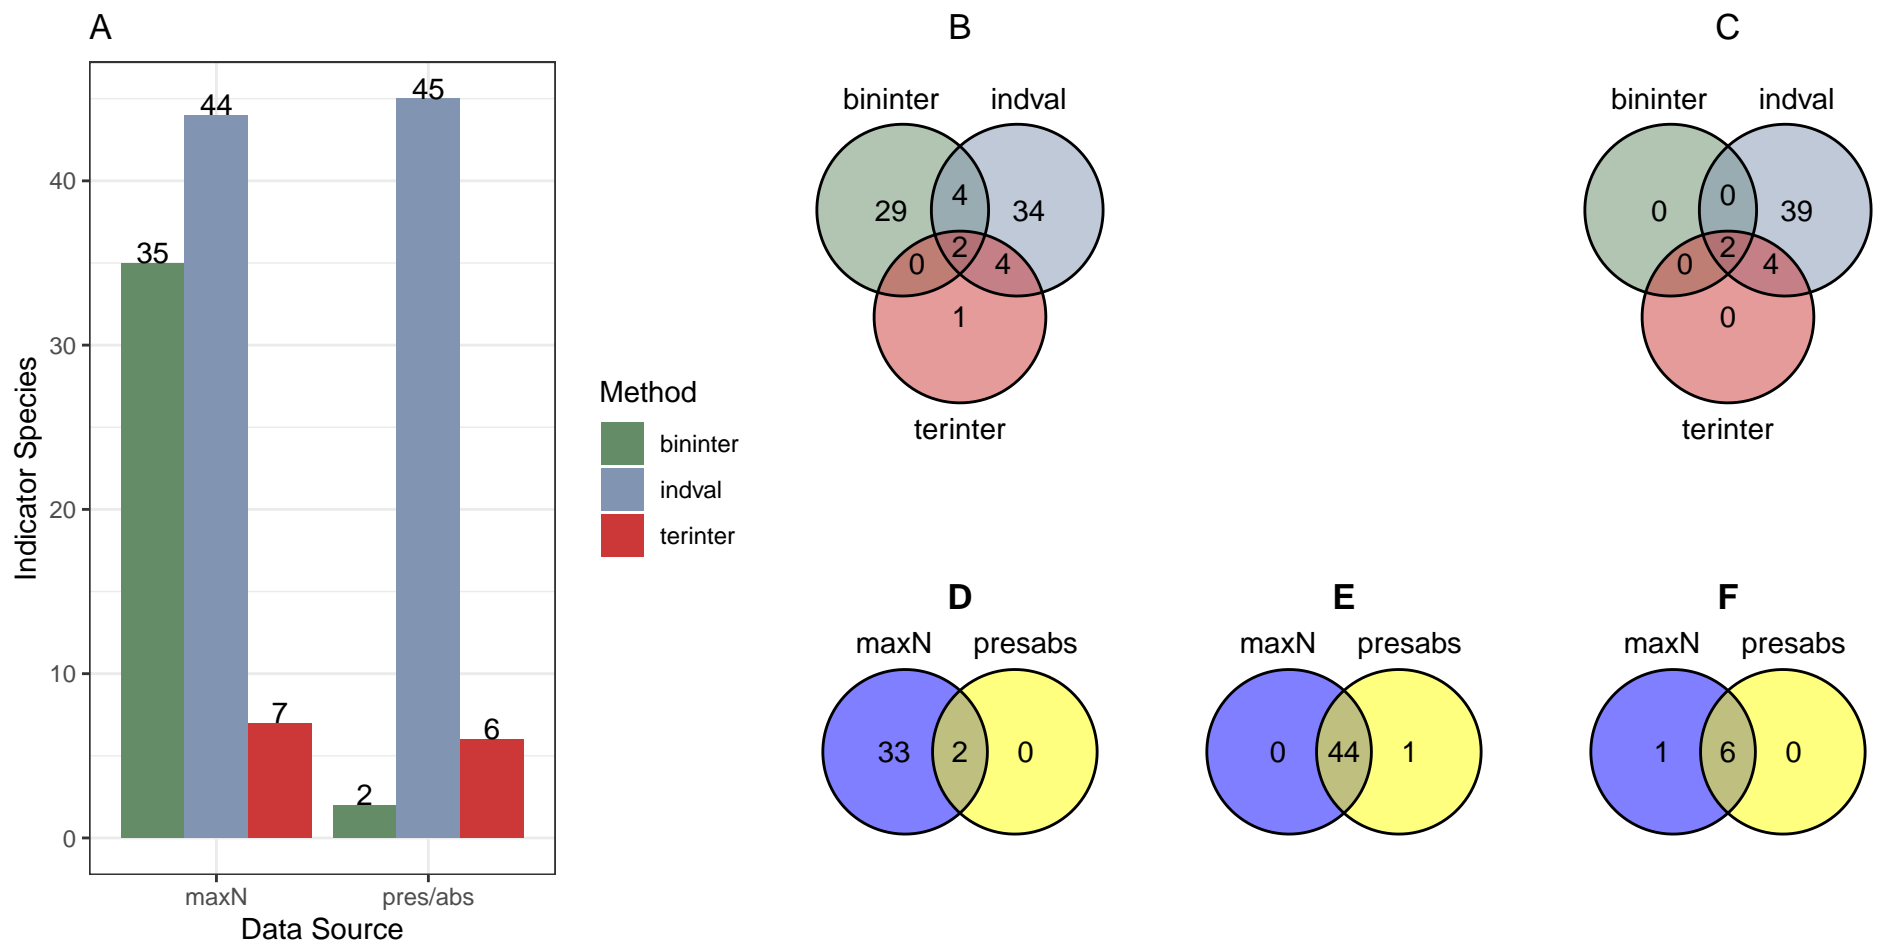 A
Indicator Species
40
30
20
10
0
44
45
35
7
2
6
maxN
pres/abs
Data Source
Method
bininter
indval
terinter
B
bininter indval
29 4 34
2
0 4
1
terinter
C
bininter indval
0 0 39
2
0 4
0
terinter
D
maxN presabs
33 2 0
E
maxN presabs
0 44 1
F
maxN presabs
1 6 0